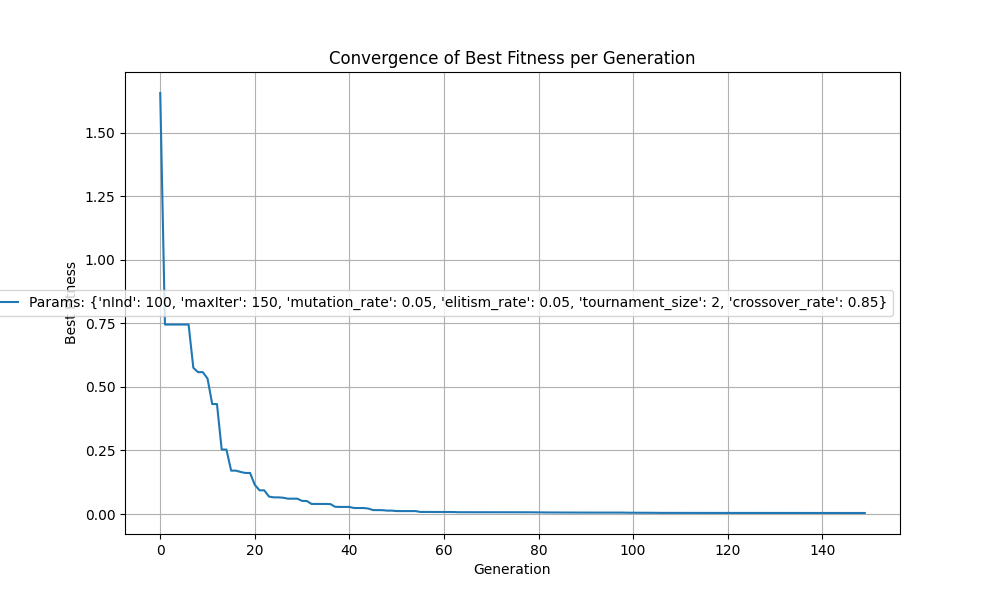 Convergence of Best Fitness per Generation
1.50
1.25
1.00
0.75
0.50
0.25
0.00
Best
ness
Params: {'nInd': 100, 'maxIter': 150, 'mutation_rate': 0.05, 'elitism_rate': 0.05, 'tournament_size': 2, 'crossover_rate': 0.85}
0 20 40 60 80 100 120 140
Generation